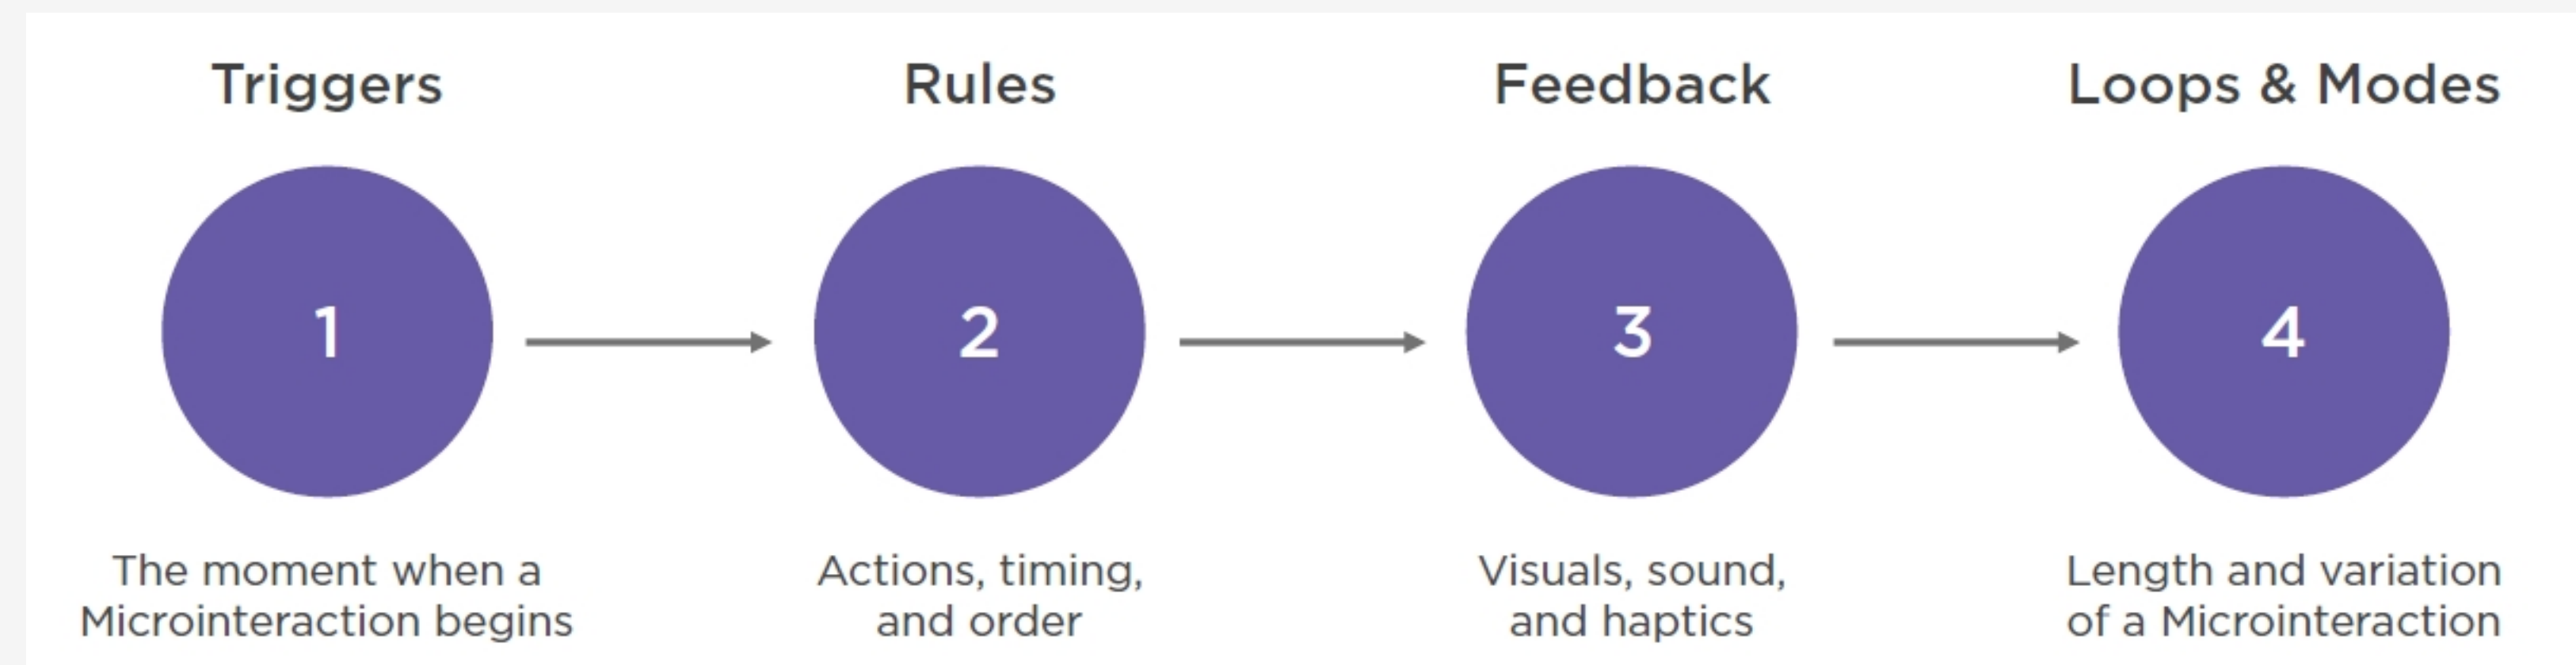 Triggers
Rules
Feedback
Loops & Modes
1
2
3
4
The moment when a
Microinteraction begins
Actions, timing,
and order
Visuals, sound,
and haptics
Length and variation
of a Microinteraction